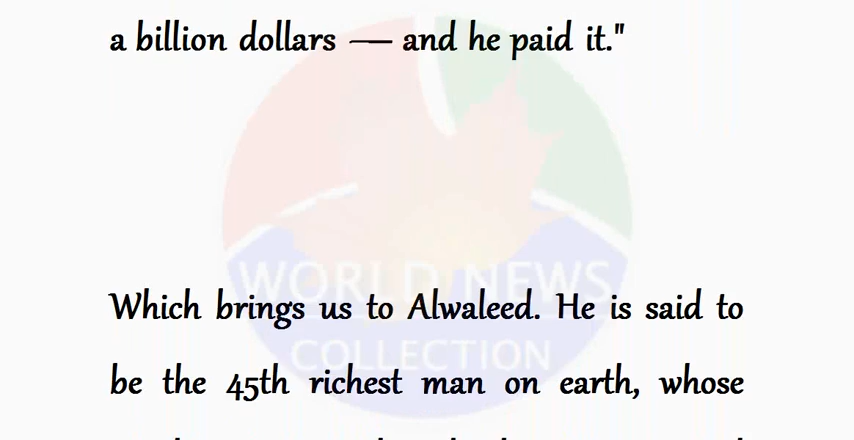 a billion dollars — and he paid it."
WORLD NEWS
COLLECTION
Which brings us to Alwaleed. He is said to
be the 45th richest man on earth, whose